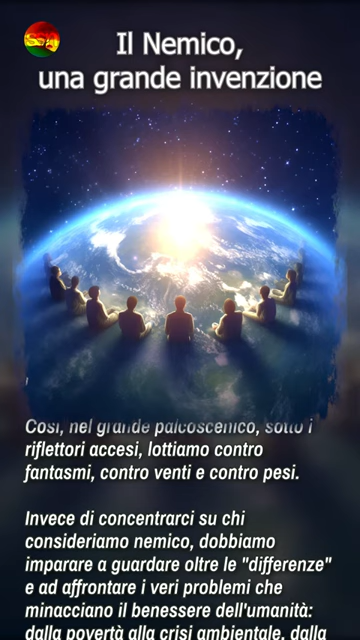 Il Nemico,
una grande invenzione
Così, nel grande palcoscenico, sotto i
riflettori accesi, lottiamo contro
fantasmi, contro venti e contro pesi.
Invece di concentrarci su chi
consideriamo nemico, dobbiamo
imparare a guardare oltre le "differenze"
e ad affrontare i veri problemi che
minacciano il benessere dell'umanità:
dalla povertà alla crisi ambientale, dalla